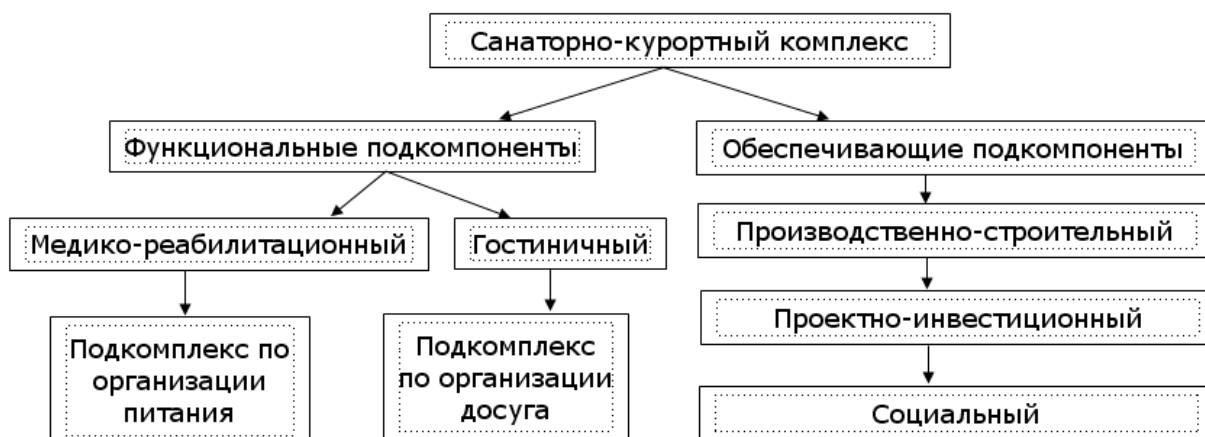 Санаторно-курортный комплекс
Функциональные подкомпоненты
Обеспечивающие подкомпоненты
Медико-реабилитационный
Гостиничный
Производственно-строительный
Подкомплекс по
организации
питания
Подкомплекс
по организации
досуга
Проектно-инвестиционный
Социальный